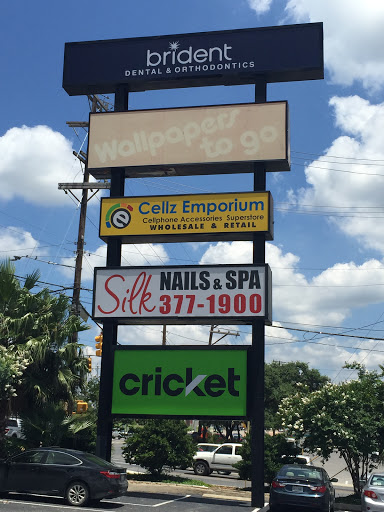 brident
DENTAL & ORTHODONTICS
Wallpapers
to go
Cellz Emporium
Cellphone Accessories Superstore
WHOLESALE & RETAIL
Silk NAILS & SPA
377-1900
cricket